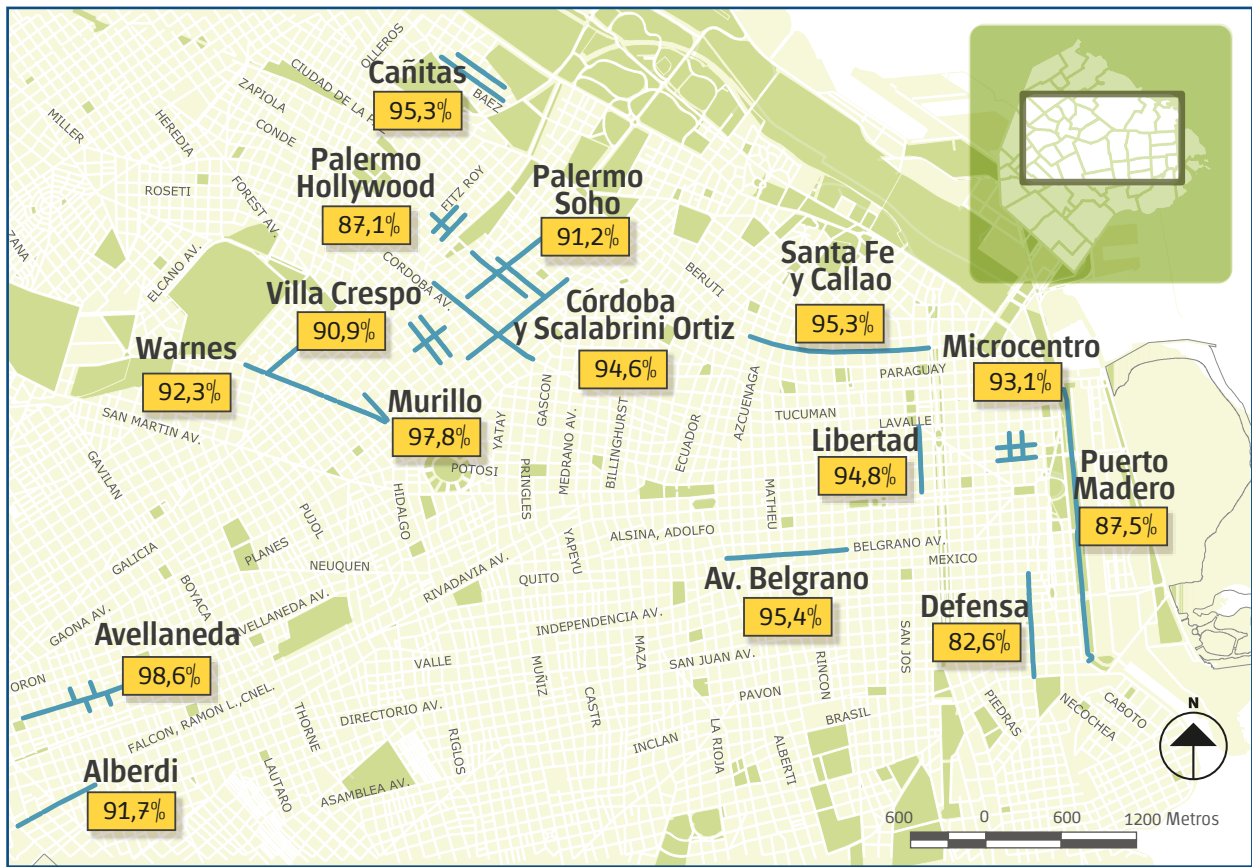 OLLEROS
Cañitas
CIUDAD DE LA P
ZAPIOLA
BAEZ
95,3%
MILLER
HEREDIA
CONDE
Palermo
Hollywood
ROSETI
FOREST AV.
FITZ ROY
Palermo
Soho
87,1%
91,2%
ZANA
ELCANO AV.
CORDOBA AV.
BERUTI
Santa Fe
y Callao
Villa Crespo
90,9%
Córdoba
y Scalabrini Ortiz
95,3%
Warnes
94,6%
Microcentro
PARAGUAY
92,3%
93,1%
SAN MARTIN AV.
Murillo
97,8%
YATAY
GASCON
MEDRANO AV.
BILLINGHURST
ECUADOR
AZCUENAGA
TUCUMAN
LAVALLE
Libertad
94,8%
GAVILAN
POTOSI
PRINGLES
Puerto
Madero
HIDALGO
MATHEU
87,5%
PUJOL
ALSINA, ADOLFO
YAPEYU
BELGRANO AV.
MEXICO
GALICIA
PLANES
NEUQUEN
RIVADAVIA AV.
QUITO
Av. Belgrano
BOYACA
95,4%
Defensa
GAONA AV.
AVELLANEDA AV.
INDEPENDENCIA AV.
82,6%
Avellaneda
98,6%
VALLE
MUÑIZ
MAZA
SAN JUAN AV.
RINCON
SAN JOS
ORON
FALCON, RAMON L.,CNEL.
THORNE
DIRECTORIO AV.
CASTR
PAVON
BRASIL
PIEDRAS
NECOCHEA
CABOTO
N
RIGLOS
INCLAN
LA RIOJA
ALBERTI
Alberdi
91,7%
LAUTARO
ASAMBLEA AV.
600
0
600
1200 Metros